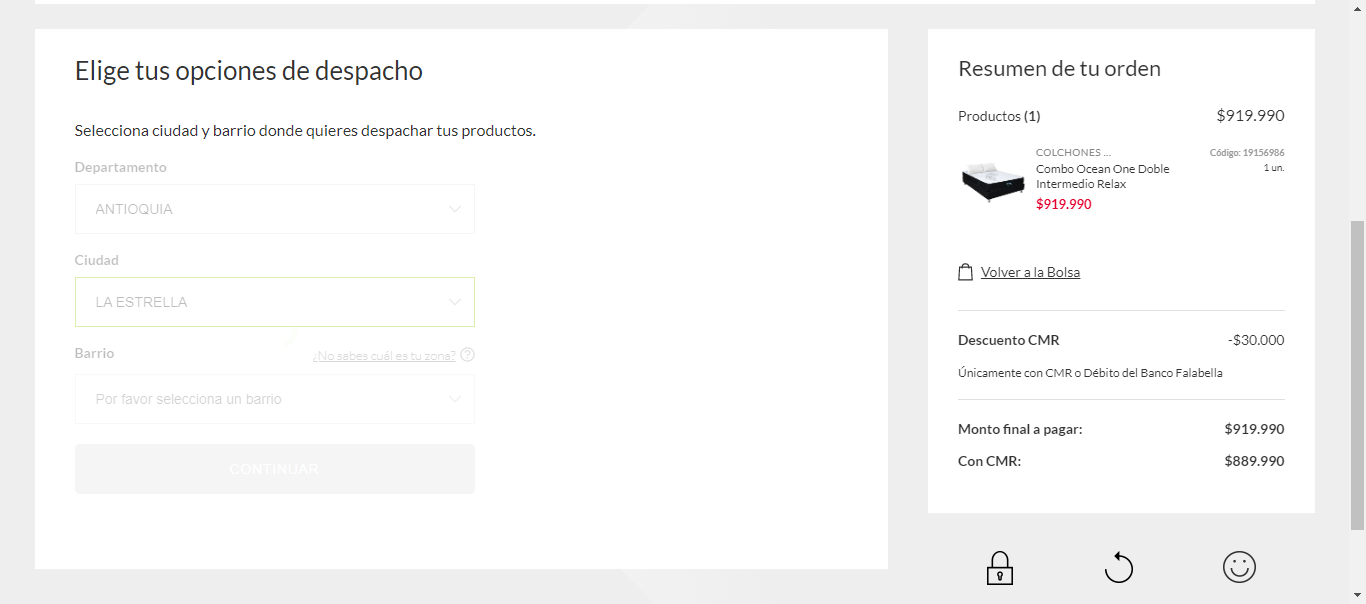 Elige tus opciones de despacho
Selecciona ciudad y barrio donde quieres despachar tus productos.
Departamento
ANTIOQUIA
Ciudad
LA ESTRELLA
Barrio
¿No sabes cuál es tu zona? ?
Por favor selecciona un barrio
CONTINUAR
Resumen de tu orden
Productos (1) $919.990
COLCHONES ... Código: 19156986
Combo Ocean One Doble 1 un.
Intermedio Relax
$919.990
Volver a la Bolsa
Descuento CMR -$30.000
Únicamente con CMR o Débito del Banco Falabella
Monto final a pagar: $919.990
Con CMR: $889.990